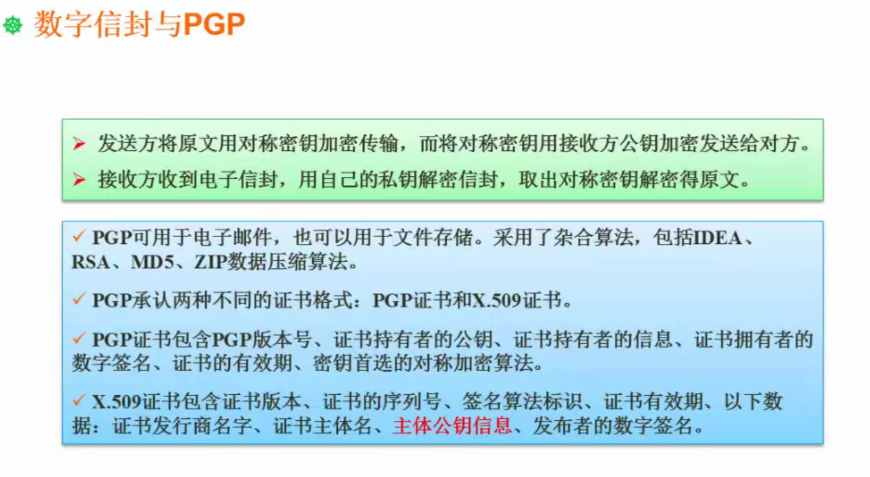 数字信封与PGP
发送方将原文用对称密钥加密传输，而将对称密钥用接收方公钥加密发送给对方。
接收方收到电子信封，用自己的私钥解密信封，取出对称密钥解密得原文。
PGP可用于电子邮件，也可以用于文件存储。采用了杂合算法，包括IDEA、
RSA、MD5、ZIP数据压缩算法。
PGP承认两种不同的证书格式：PGP证书和X.509证书。
PGP证书包含PGP版本号、证书持有者的公钥、证书持有者的信息、证书拥有者的
数字签名、证书的有效期、密钥首选的对称加密算法。
X.509证书包含证书版本、证书的序列号、签名算法标识、证书有效期、以下数
据：证书发行商名字、证书主体名、主体公钥信息、发布者的数字签名。